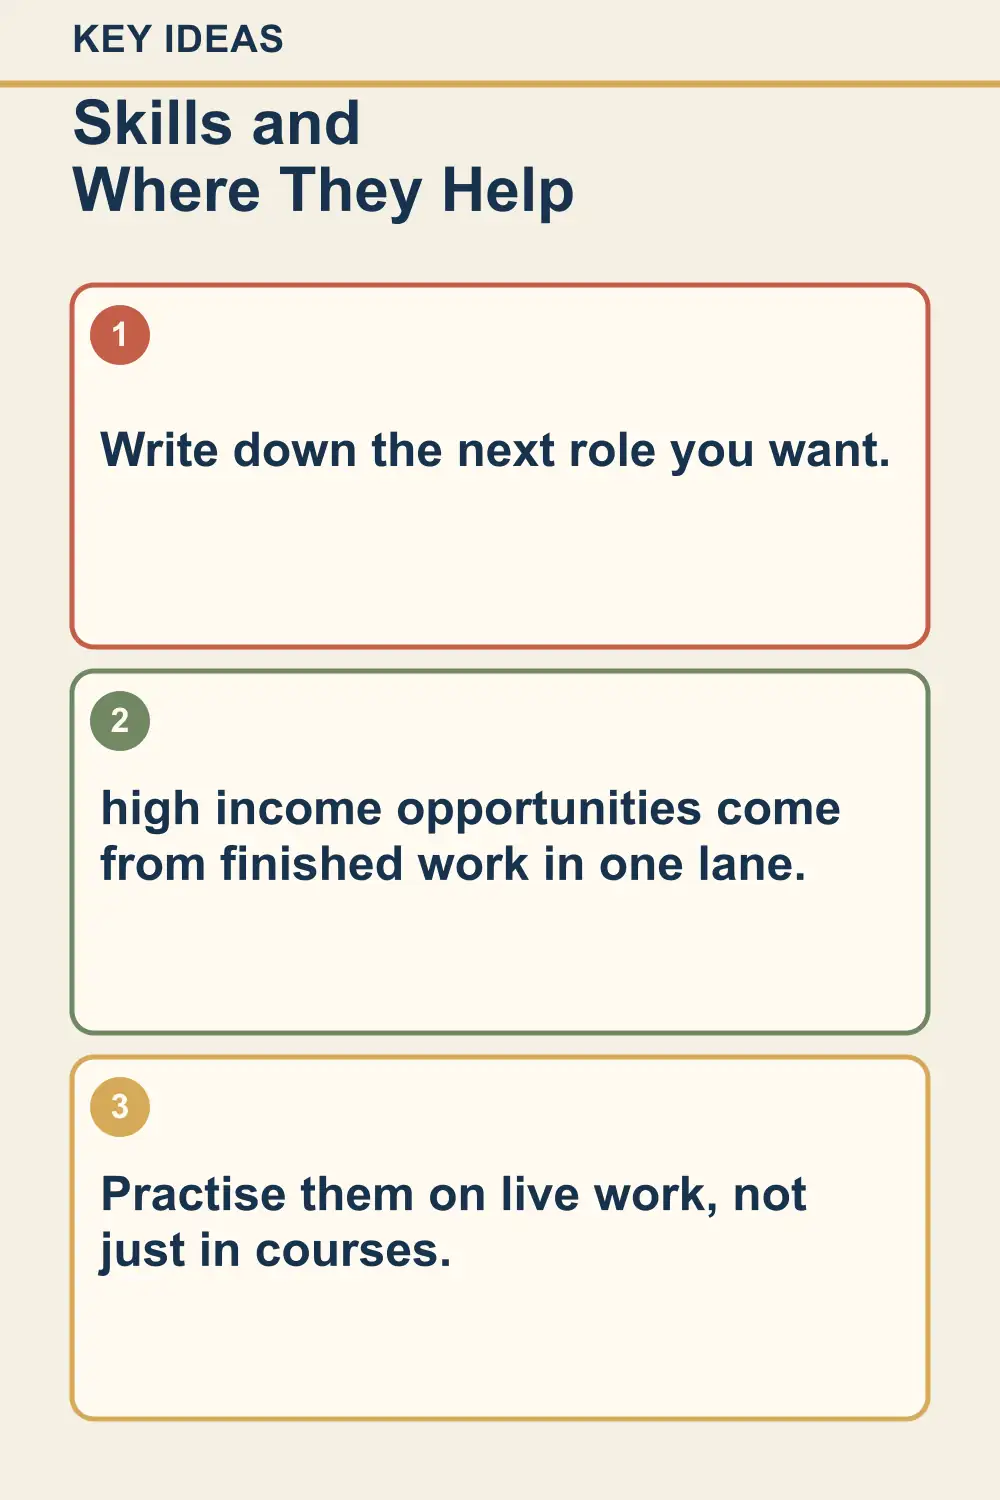 KEY IDEAS
Skills and
Where They Help
1
Write down the next role you want.
2
high income opportunities come
from finished work in one lane.
3
Practise them on live work, not
just in courses.